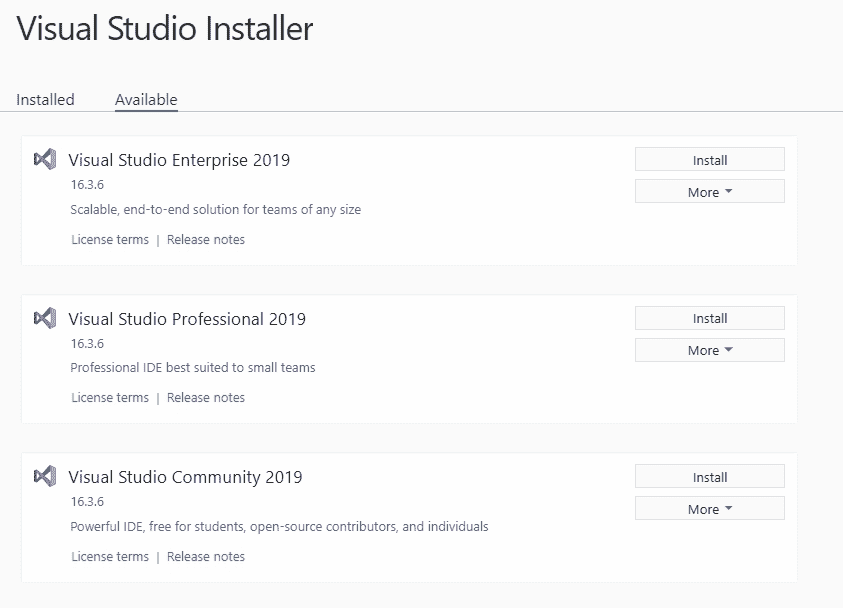 Visual Studio Installer
Installed Available
Visual Studio Enterprise 2019
Install
16.3.6
More
Scalable, end-to-end solution for teams of any size
License terms | Release notes
Visual Studio Professional 2019
Install
16.3.6
More
Professional IDE best suited to small teams
License terms | Release notes
Visual Studio Community 2019
Install
16.3.6
More
Powerful IDE, free for students, open-source contributors, and individuals
License terms | Release notes